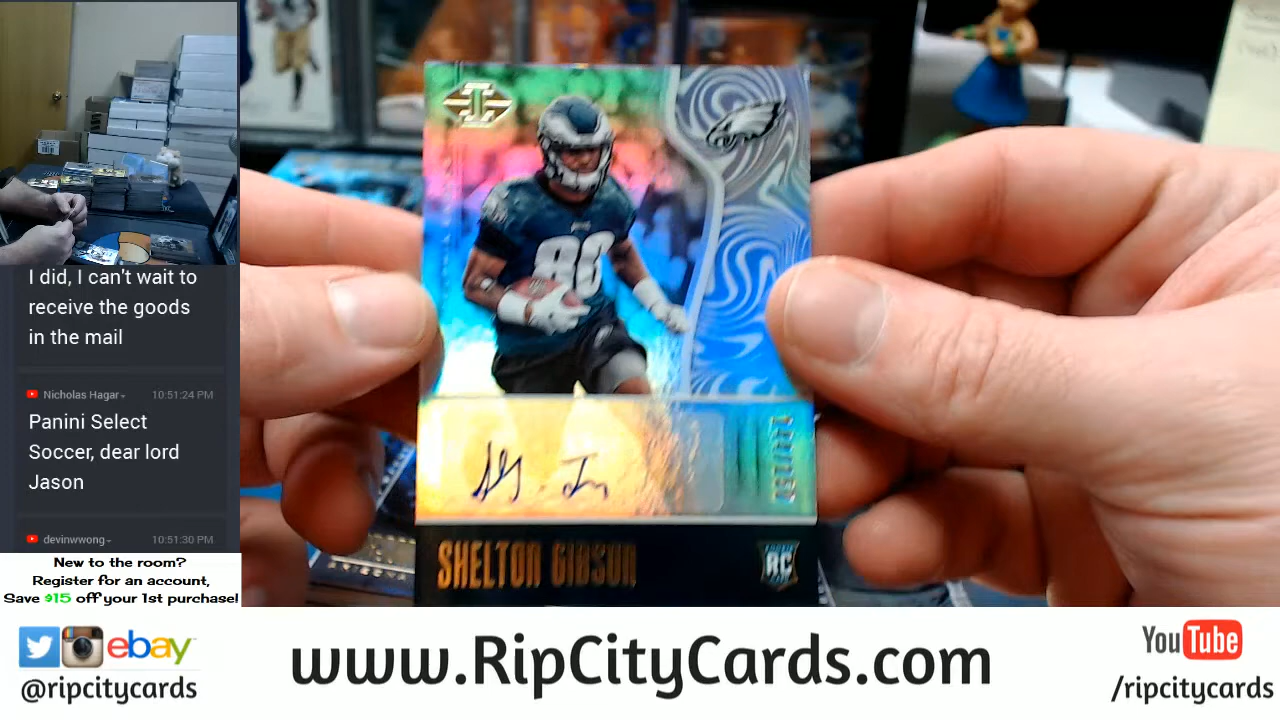 I did, I can't wait to
receive the goods
in the mail
Nicholas Hagar
10:51:24 PM
Panini Select
Soccer, dear lord
Jason
devinwwong
10:51:30 PM
New to the room?
Register for an account,
Save $15 off your 1st purchase!
80
SHELTON GIBSON
RC
ebay
@ripcitycards
www.RipCityCards.com
YouTube
/ripcitycards